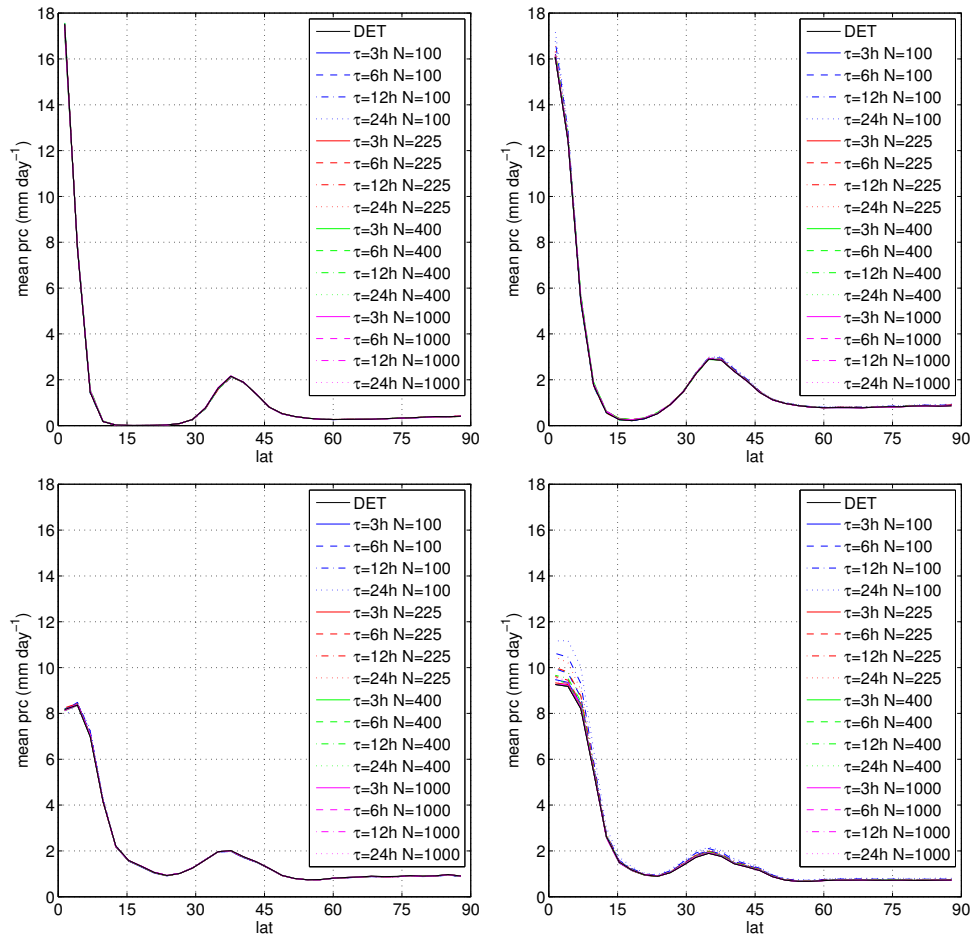 18
16
14
12
10
8
6
4
2
0
mean prc (mm day⁻¹)
0 15 30 45 60 75 90
lat
DET
τ=3h N=100
τ=6h N=100
τ=12h N=100
τ=24h N=100
τ=3h N=225
τ=6h N=225
τ=12h N=225
τ=24h N=225
τ=3h N=400
τ=6h N=400
τ=12h N=400
τ=24h N=400
τ=3h N=1000
τ=6h N=1000
τ=12h N=1000
τ=24h N=1000
18
16
14
12
10
8
6
4
2
0
mean prc (mm day⁻¹)
0 15 30 45 60 75 90
lat
DET
τ=3h N=100
τ=6h N=100
τ=12h N=100
τ=24h N=100
τ=3h N=225
τ=6h N=225
τ=12h N=225
τ=24h N=225
τ=3h N=400
τ=6h N=400
τ=12h N=400
τ=24h N=400
τ=3h N=1000
τ=6h N=1000
τ=12h N=1000
τ=24h N=1000
18
16
14
12
10
8
6
4
2
0
mean prc (mm day⁻¹)
0 15 30 45 60 75 90
lat
DET
τ=3h N=100
τ=6h N=100
τ=12h N=100
τ=24h N=100
τ=3h N=225
τ=6h N=225
τ=12h N=225
τ=24h N=225
τ=3h N=400
τ=6h N=400
τ=12h N=400
τ=24h N=400
τ=3h N=1000
τ=6h N=1000
τ=12h N=1000
τ=24h N=1000
18
16
14
12
10
8
6
4
2
0
mean prc (mm day⁻¹)
0 15 30 45 60 75 90
lat
DET
τ=3h N=100
τ=6h N=100
τ=12h N=100
τ=24h N=100
τ=3h N=225
τ=6h N=225
τ=12h N=225
τ=24h N=225
τ=3h N=400
τ=6h N=400
τ=12h N=400
τ=24h N=400
τ=3h N=1000
τ=6h N=1000
τ=12h N=1000
τ=24h N=1000